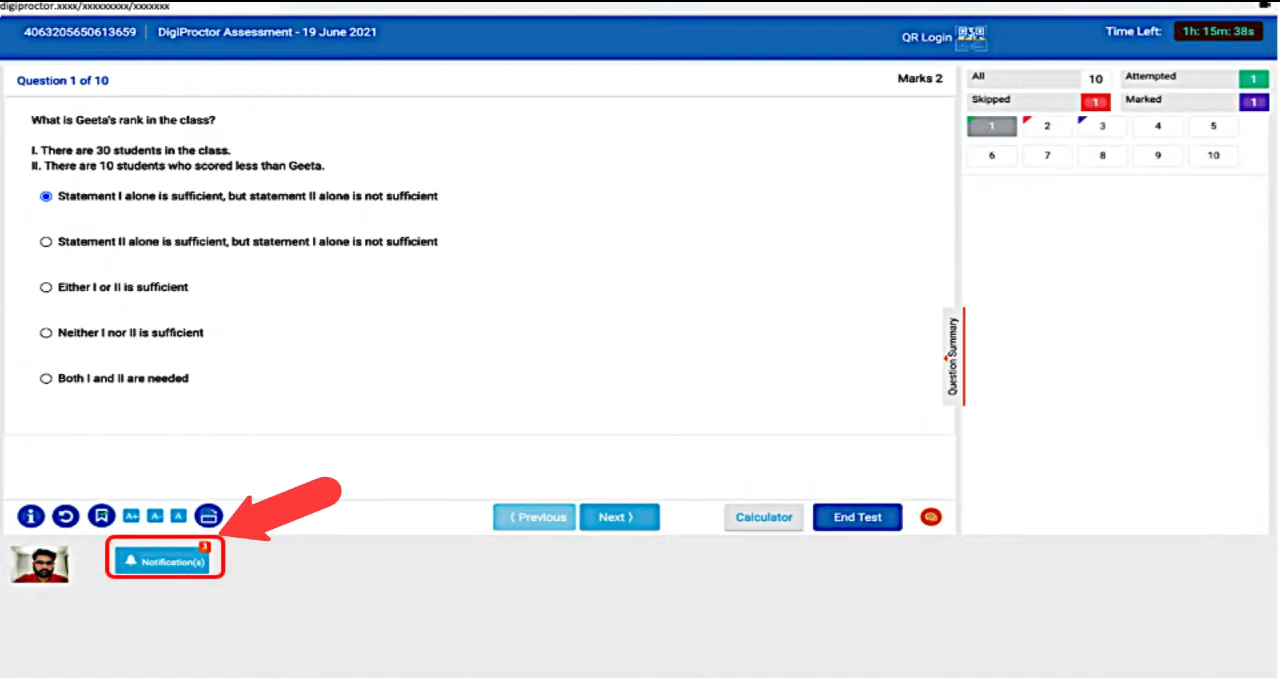 digiproctor.xxxx/xxxxxxxxx/xxxxxxx
4063205650613659 | DigiProctor Assessment - 19 June 2021
QR Login
Time Left: 1h: 15m: 38s
Question 1 of 10
Marks 2
All 10 Attempted 1
Skipped 1 Marked 1
1 2 3 4 5
6 7 8 9 10
What is Geeta's rank in the class?
I. There are 30 students in the class.
II. There are 10 students who scored less than Geeta.
Statement I alone is sufficient, but statement II alone is not sufficient
Statement II alone is sufficient, but statement I alone is not sufficient
Either I or II is sufficient
Neither I nor II is sufficient
Both I and II are needed
Question Summary
A+ A- A
Previous Next Calculator End Test
Notification(s) 3